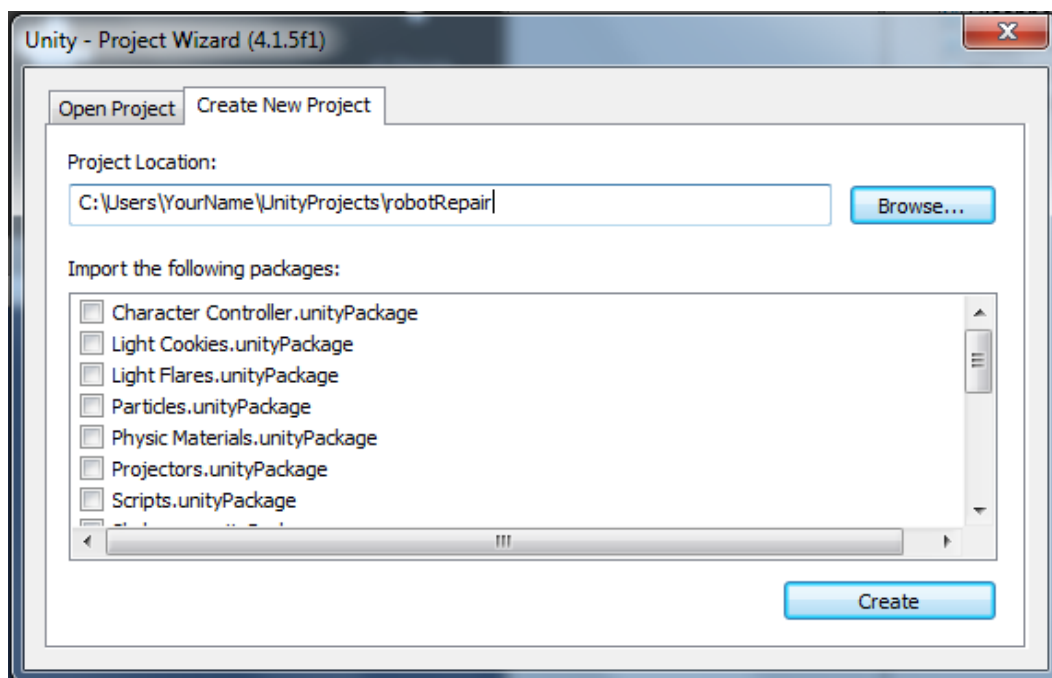 Unity - Project Wizard (4.1.5f1)
Open Project
Create New Project
Project Location:
C:\Users\YourName\UnityProjects\robotRepair
Browse...
Import the following packages:
Character Controller.unityPackage
Light Cookies.unityPackage
Light Flares.unityPackage
Particles.unityPackage
Physic Materials.unityPackage
Projectors.unityPackage
Scripts.unityPackage
Create